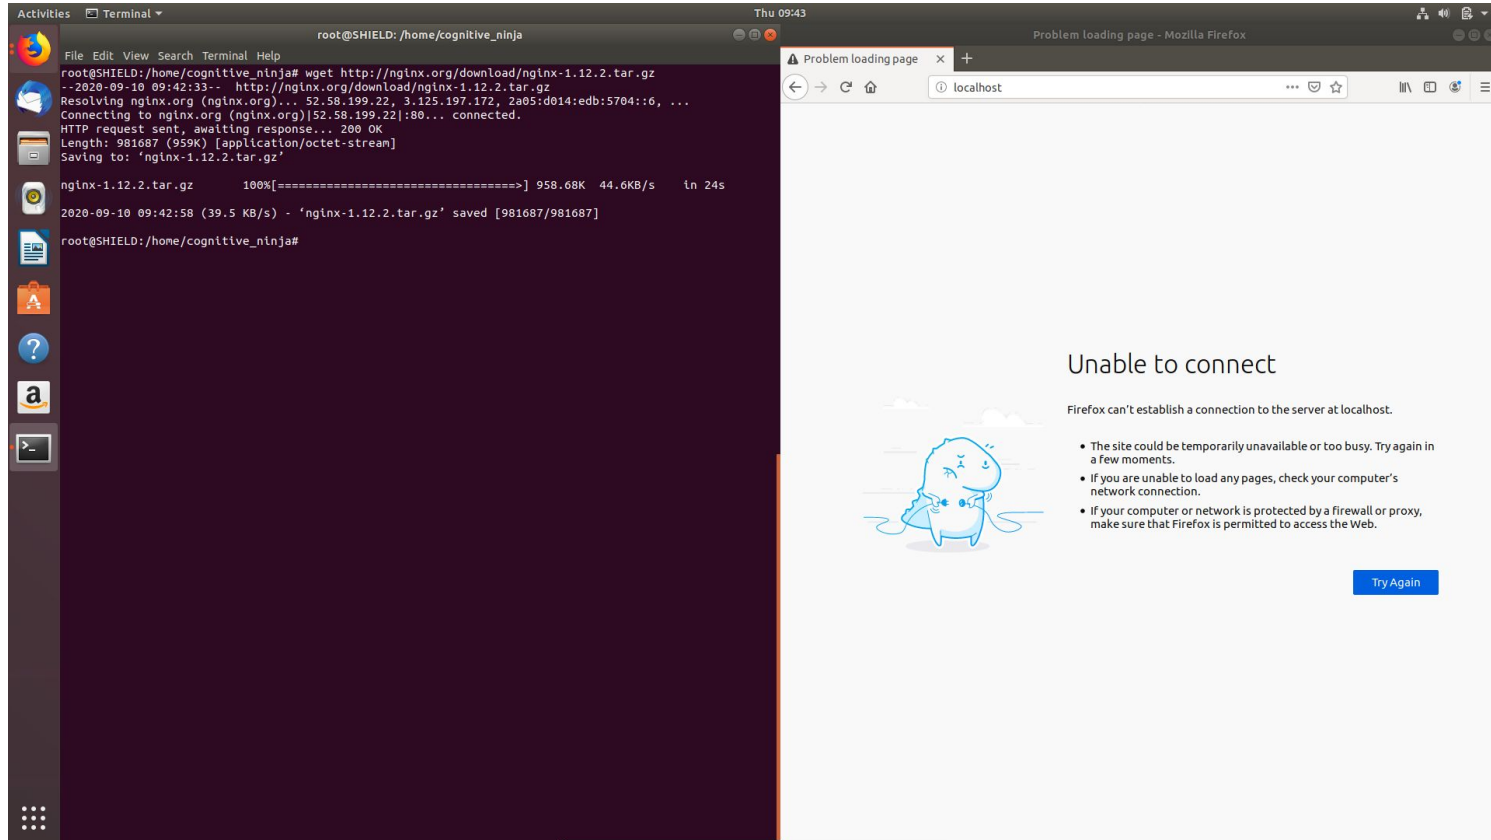 Activities Terminal Thu 09:43
root@SHIELD: /home/cognitive_ninja
File Edit View Search Terminal Help
root@SHIELD:/home/cognitive_ninja# wget http://nginx.org/download/nginx-1.12.2.tar.gz
--2020-09-10 09:42:33-- http://nginx.org/download/nginx-1.12.2.tar.gz
Resolving nginx.org (nginx.org)... 52.58.199.22, 3.125.197.172, 2a05:d014:edb:5704::6, ...
Connecting to nginx.org (nginx.org)|52.58.199.22|:80... connected.
HTTP request sent, awaiting response... 200 OK
Length: 981687 (959K) [application/octet-stream]
Saving to: ‘nginx-1.12.2.tar.gz’
nginx-1.12.2.tar.gz 100%[==================================>] 958.68K 44.6KB/s in 24s
2020-09-10 09:42:58 (39.5 KB/s) - ‘nginx-1.12.2.tar.gz’ saved [981687/981687]
root@SHIELD:/home/cognitive_ninja#
Problem loading page - Mozilla Firefox
Problem loading page
localhost
Unable to connect
Firefox can’t establish a connection to the server at localhost.
• The site could be temporarily unavailable or too busy. Try again in
a few moments.
• If you are unable to load any pages, check your computer’s
network connection.
• If your computer or network is protected by a firewall or proxy,
make sure that Firefox is permitted to access the Web.
Try Again